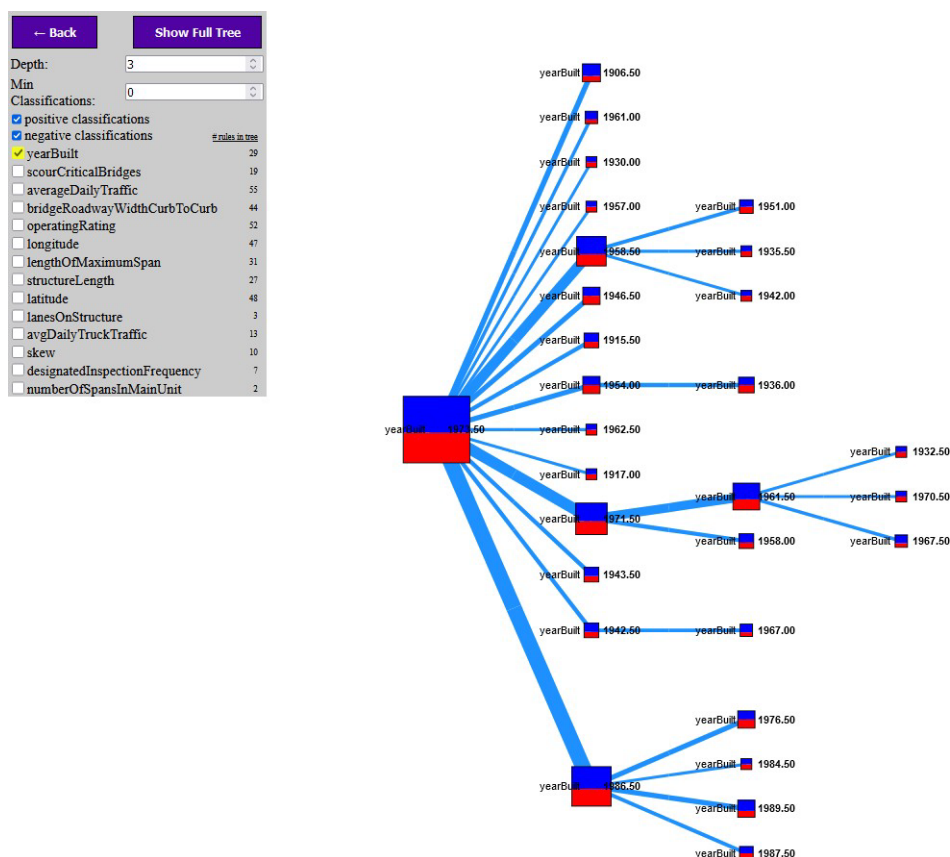 ← Back Show Full Tree
Depth: 3
Min
Classifications: 0
positive classifications
negative classifications # rules in tree
yearBuilt 29
scourCriticalBridges 19
averageDailyTraffic 55
bridgeRoadwayWidthCurbToCurb 44
operatingRating 52
longitude 47
lengthOfMaximumSpan 31
structureLength 27
latitude 48
lanesOnStructure 3
avgDailyTruckTraffic 13
skew 10
designatedInspectionFrequency 7
numberOfSpansInMainUnit 2
yearBuilt 1906.50
yearBuilt 1961.00
yearBuilt 1930.00
yearBuilt 1957.00 yearBuilt 1951.00
yearBuilt 1958.50 yearBuilt 1935.50
yearBuilt 1946.50 yearBuilt 1942.00
yearBuilt 1915.50
yearBuilt 1954.00 yearBuilt 1936.00
yearBuilt 1973.50 yearBuilt 1962.50
yearBuilt 1932.50
yearBuilt 1917.00
yearBuilt 1961.50 yearBuilt 1970.50
yearBuilt 1971.50
yearBuilt 1958.00 yearBuilt 1967.50
yearBuilt 1943.50
yearBuilt 1942.50 yearBuilt 1967.00
yearBuilt 1976.50
yearBuilt 1984.50
yearBuilt 1986.50
yearBuilt 1989.50
yearBuilt 1987.50